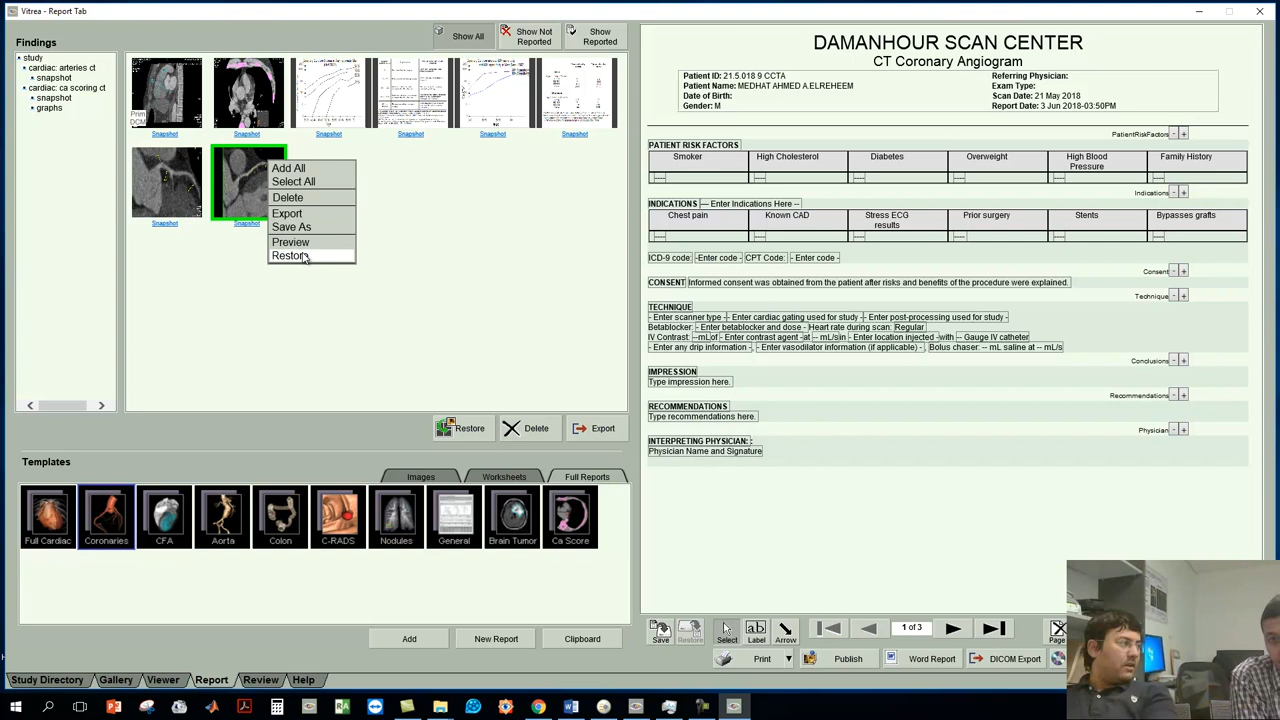 Vitrea - Report Tab
Findings
study
cardiac: arteries ct
snapshot
cardiac: ca scoring ct
snapshot
graphs
Show All
Show Not Reported
Show Reported
Prim
DCM
Snapshot
Snapshot
Snapshot
Snapshot
Snapshot
Snapshot
Snapshot
Snapshot
Add All
Select All
Delete
Export
Save As
Preview
Restore
Restore
Delete
Export
Templates
Images
Worksheets
Full Reports
Full Cardiac
Coronaries
CFA
Aorta
Colon
C-RADS
Nodules
General
Brain Tumor
Ca Score
Add
New Report
Clipboard
DAMANHOUR SCAN CENTER
CT Coronary Angiogram
Patient ID: 21.5.018 9 CCTA
Patient Name: MEDHAT AHMED A.ELREHEEM
Date of Birth:
Gender: M
Referring Physician:
Exam Type:
Scan Date: 21 May 2018
Report Date: 3 Jun 2018-03:50PM
PatientRiskFactors - +
PATIENT RISK FACTORS
Smoker High Cholesterol Diabetes Overweight High Blood Pressure Family History
Indications - +
INDICATIONS --- Enter Indications Here --
Chest pain Known CAD Stress ECG results Prior surgery Stents Bypasses grafts
ICD-9 code: -Enter code - CPT Code: - Enter code -
Consent - +
CONSENT Informed consent was obtained from the patient after risks and benefits of the procedure were explained.
Technique - +
TECHNIQUE
- Enter scanner type - - Enter cardiac gating used for study - - Enter post-processing used for study -
Betablocker: - Enter betablocker and dose - Heart rate during scan: Regular
IV Contrast: --mL of - Enter contrast agent - at -- mL/s in - Enter location injected - with -- Gauge IV catheter
- Enter any drip information -, - Enter vasodilator information (if applicable) -, Bolus chaser: -- mL saline at -- mL/s
Conclusions - +
IMPRESSION
Type impression here.
Recommendations - +
RECOMMENDATIONS
Type recommendations here.
Physician - +
INTERPRETING PHYSICIAN: :
Physician Name and Signature
Save
Restore
Select
Label
Arrow
1 of 3
Page
Print
Publish
Word Report
DICOM Export
Study Directory
Gallery
Viewer
Report
Review
Help